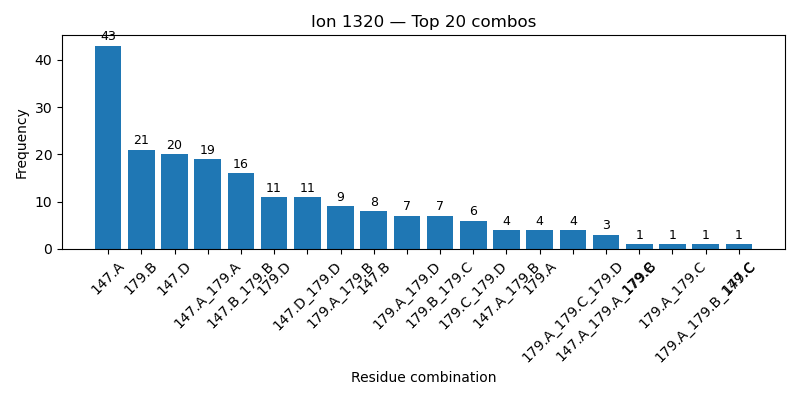 Ion 1320 — Top 20 combos
Frequency
40
30
20
10
0
43
21
20
19
16
11
11
9
8
7
7
6
4
4
4
3
1
1
1
1
147.A
179.B
147.D
147.A_179.A
147.B_179.B
179.D
147.D_179.D
179.A_179.B
147.B
179.A_179.D
179.B_179.C
179.C_179.D
147.A_179.B
179.A
179.A_179.C_179.D
179.A_179.C
Residue combination